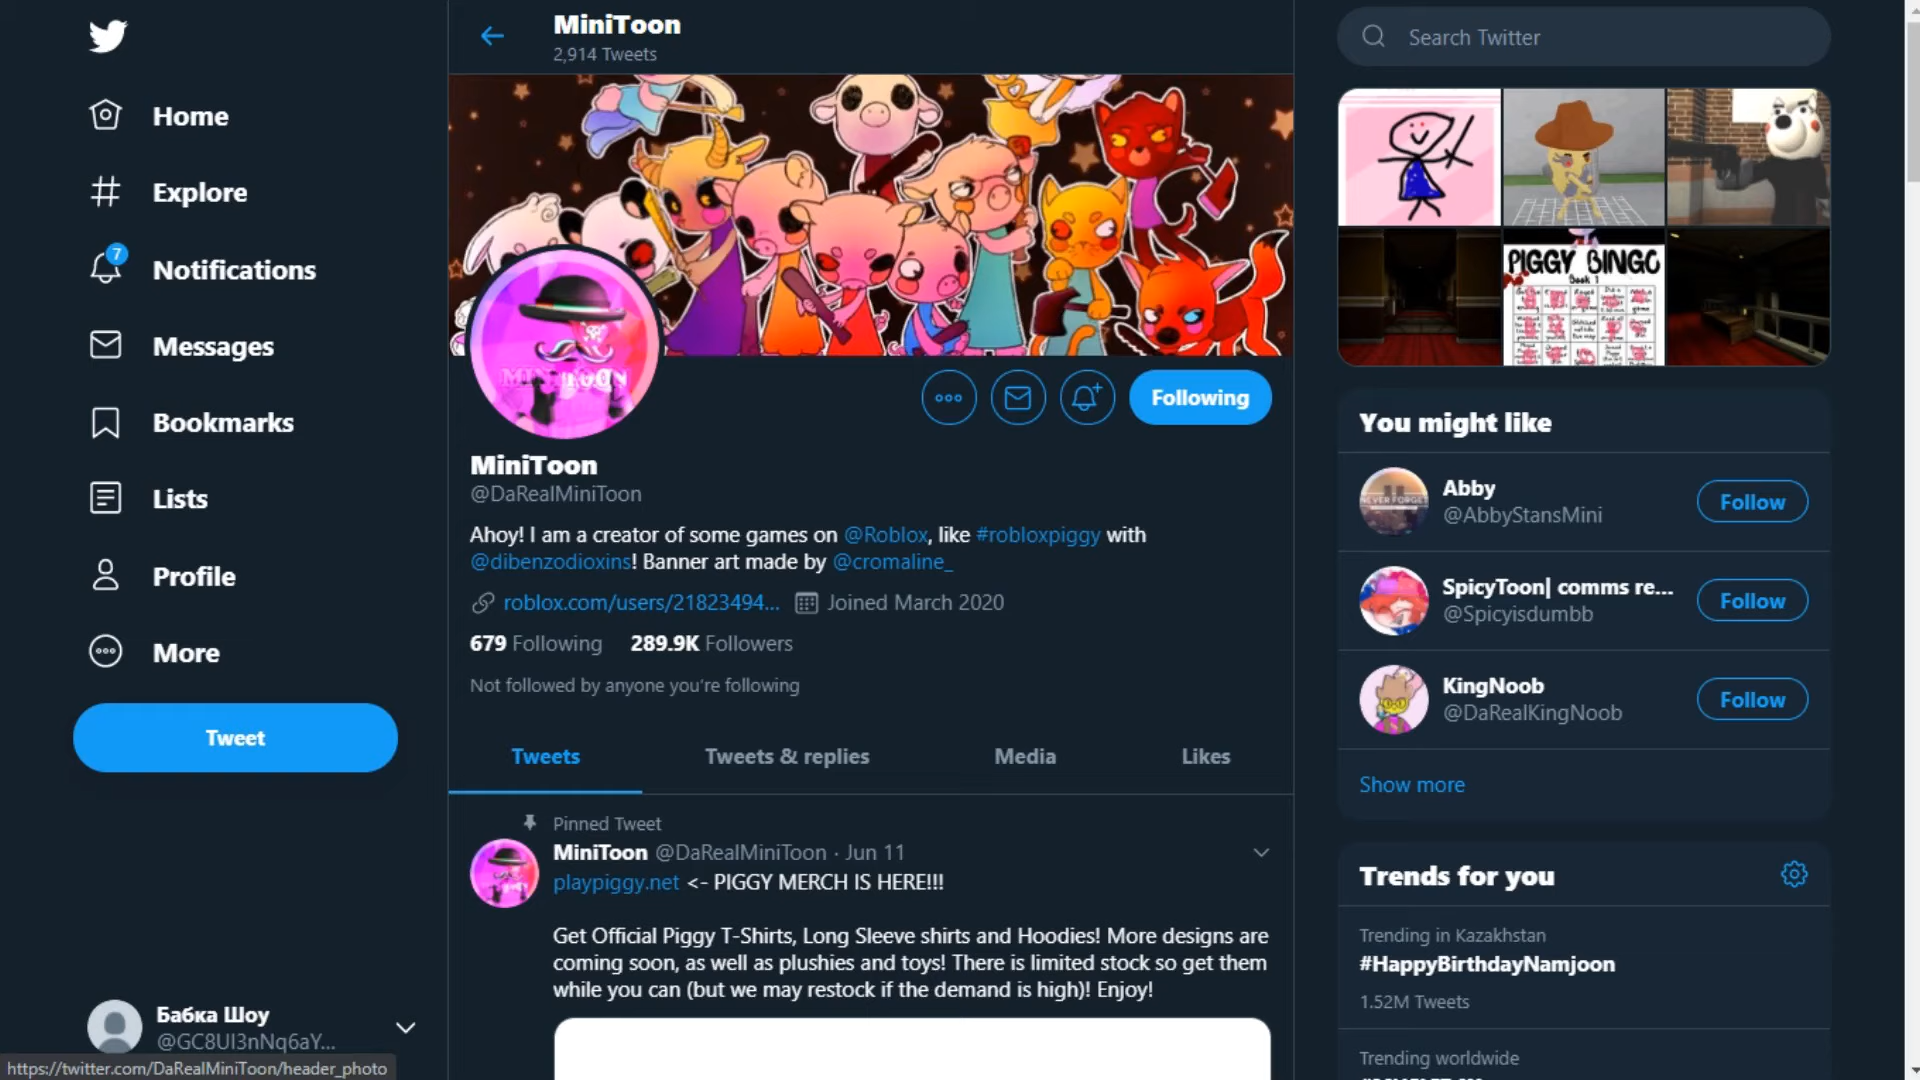 Home
Explore
7
Notifications
Messages
Bookmarks
Lists
Profile
More
Tweet
Бабка Шоу
@GC8UI3nNq6aY...
https://twitter.com/DaRealMiniToon/header_photo
MiniToon
2,914 Tweets
MINITOON
Following
MiniToon
@DaRealMiniToon
Ahoy! I am a creator of some games on @Roblox, like #robloxpiggy with
@dibenzodioxins! Banner art made by @cromaline_
roblox.com/users/21823494... Joined March 2020
679 Following 289.9K Followers
Not followed by anyone you're following
Tweets Tweets & replies Media Likes
Pinned Tweet
MiniToon @DaRealMiniToon · Jun 11
playpiggy.net <- PIGGY MERCH IS HERE!!!
Get Official Piggy T-Shirts, Long Sleeve shirts and Hoodies! More designs are
coming soon, as well as plushies and toys! There is limited stock so get them
while you can (but we may restock if the demand is high)! Enjoy!
Search Twitter
PIGGY BINGO
Book 1
You might like
NEVER FORGET
Abby
@AbbyStansMini
Follow
SpicyToon| comms re...
@Spicyisdumbb
Follow
KingNoob
@DaRealKingNoob
Follow
Show more
Trends for you
Trending in Kazakhstan
#HappyBirthdayNamjoon
1.52M Tweets
Trending worldwide